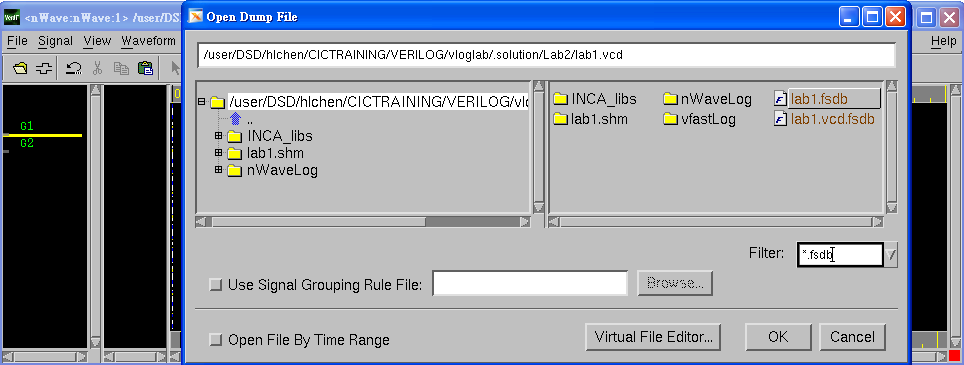 <nWave:nWave:1> /user/DS
Open Dump File
File Signal View Waveform
Help
/user/DSD/hlchen/CICTRAINING/VERILOG/vloglab/.solution/Lab2/lab1.vcd
G1
G2
/user/DSD/hlchen/CICTRAINING/VERILOG/vlo
..
INCA_libs
lab1.shm
nWaveLog
INCA_libs nWaveLog lab1.fsdb
lab1.shm vfastLog lab1.vcd.fsdb
Filter: *.fsdb
Use Signal Grouping Rule File: Browse...
Open File By Time Range
Virtual File Editor... OK Cancel